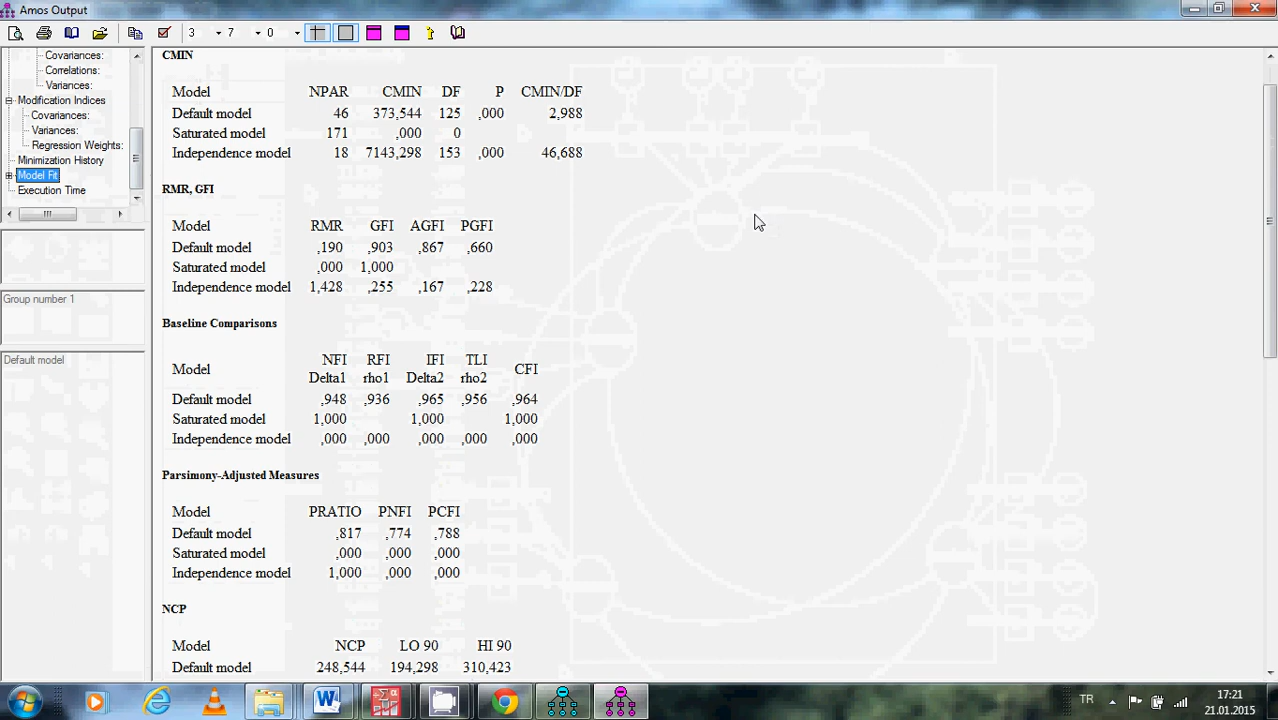 Amos Output
3 7 0
Covariances:
Correlations:
Variances:
Modification Indices
Covariances:
Variances:
Regression Weights:
Minimization History
Model Fit
Execution Time
Group number 1
Default model
CMIN
Model NPAR CMIN DF P CMIN/DF
Default model 46 373,544 125 ,000 2,988
Saturated model 171 ,000 0
Independence model 18 7143,298 153 ,000 46,688
RMR, GFI
Model RMR GFI AGFI PGFI
Default model ,190 ,903 ,867 ,660
Saturated model ,000 1,000
Independence model 1,428 ,255 ,167 ,228
Baseline Comparisons
Model NFI RFI IFI TLI CFI
Delta1 rho1 Delta2 rho2
Default model ,948 ,936 ,965 ,956 ,964
Saturated model 1,000 1,000 1,000
Independence model ,000 ,000 ,000 ,000 ,000
Parsimony-Adjusted Measures
Model PRATIO PNFI PCFI
Default model ,817 ,774 ,788
Saturated model ,000 ,000 ,000
Independence model 1,000 ,000 ,000
NCP
Model NCP LO 90 HI 90
Default model 248,544 194,298 310,423
TR
17:21
21.01.2015